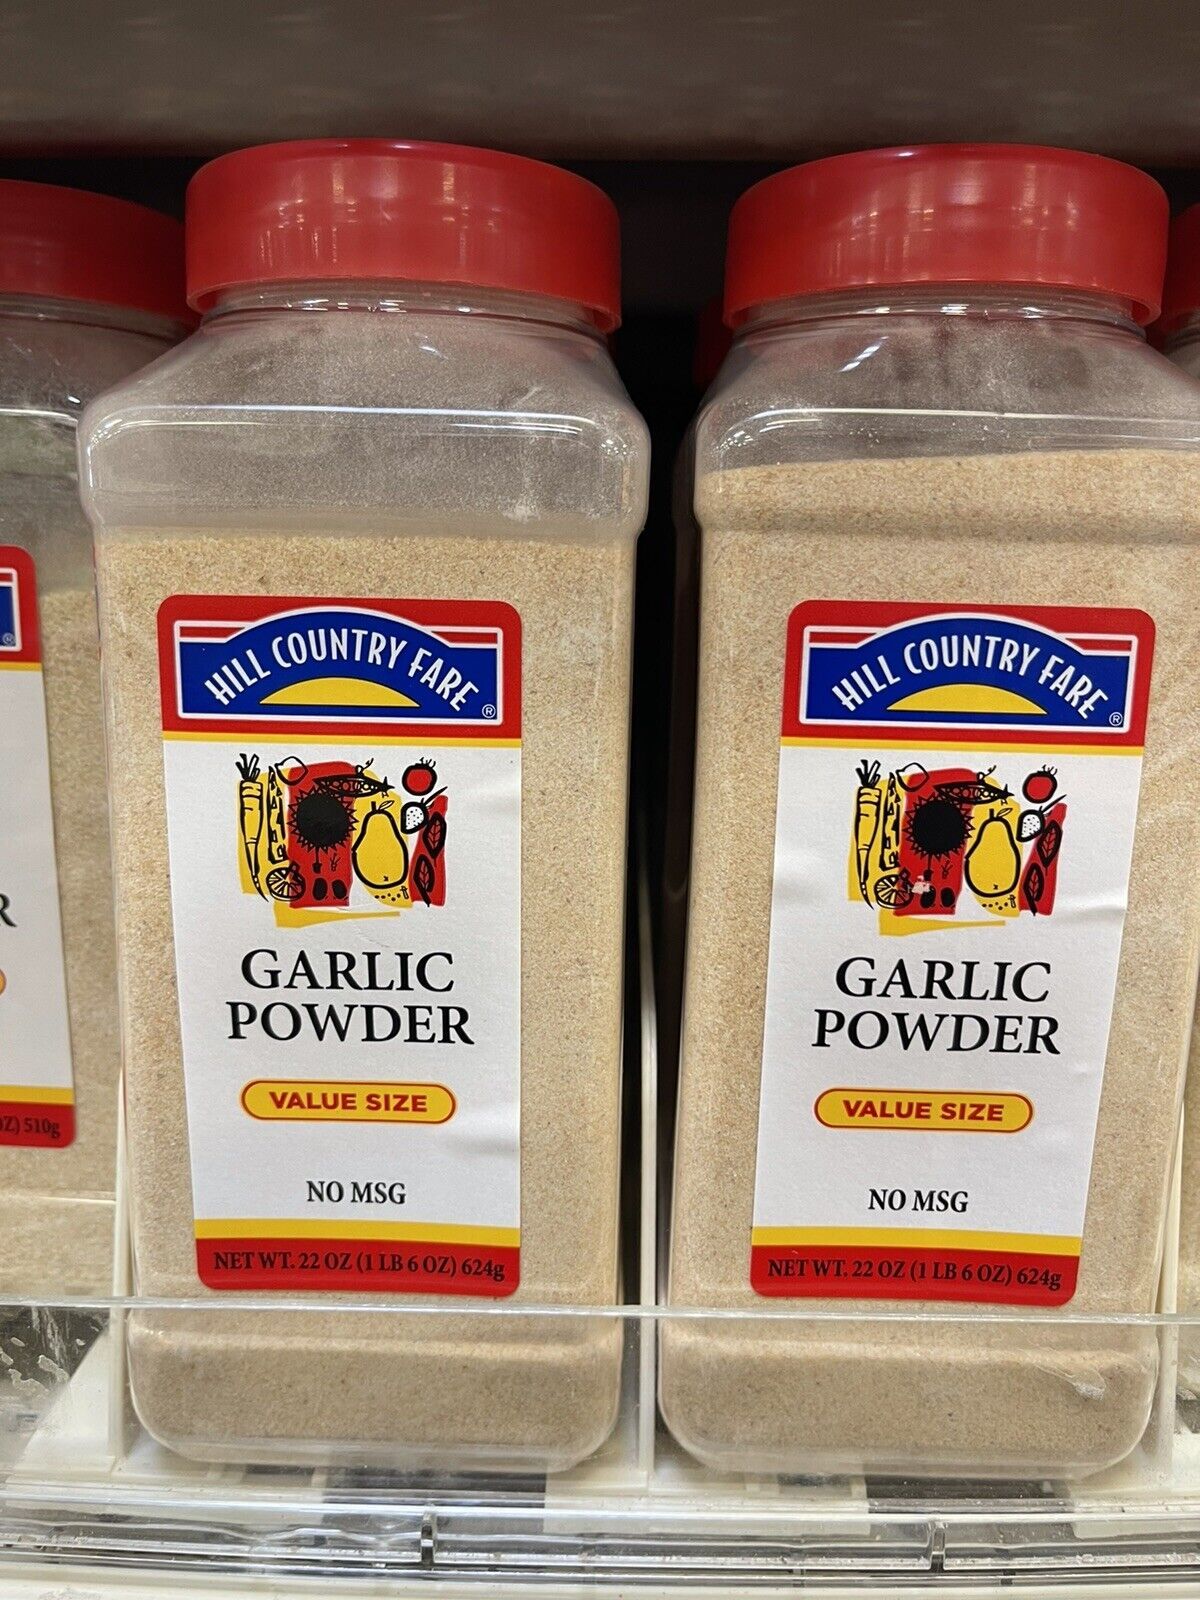 HILL COUNTRY FARE®
GARLIC
POWDER
VALUE SIZE
NO MSG
NET WT. 22 OZ (1 LB 6 OZ) 624g
HILL COUNTRY FARE®
GARLIC
POWDER
VALUE SIZE
NO MSG
NET WT. 22 OZ (1 LB 6 OZ) 624g
®
R
OZ) 510g